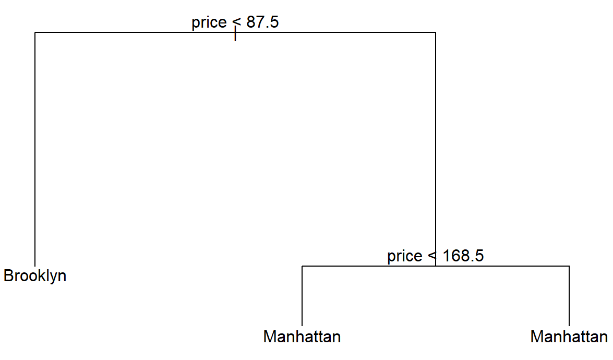 price < 87.5
price < 168.5
Brooklyn
Manhattan
Manhattan